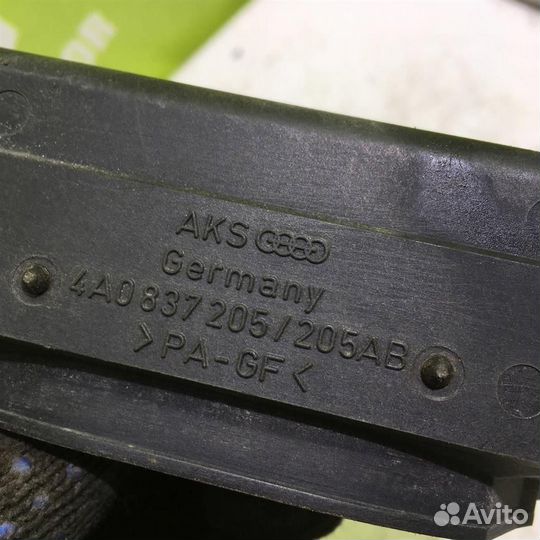 AKS
Germany
4A0 837 205 / 205AB
>PA-GF<
Avito